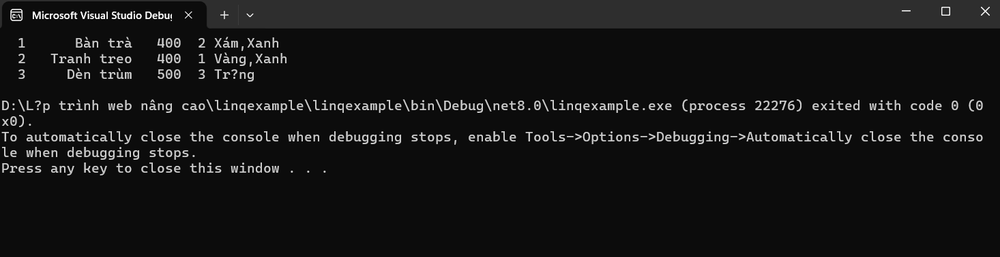 Microsoft Visual Studio Debu
1 Bàn trà 400 2 Xám,Xanh
2 Tranh treo 400 1 Vàng,Xanh
3 Dèn trùm 500 3 Tr?ng
D:\L?p trình web nâng cao\linqexample\linqexample\bin\Debug\net8.0\linqexample.exe (process 22276) exited with code 0 (0
x0).
To automatically close the console when debugging stops, enable Tools->Options->Debugging->Automatically close the conso
le when debugging stops.
Press any key to close this window . . .